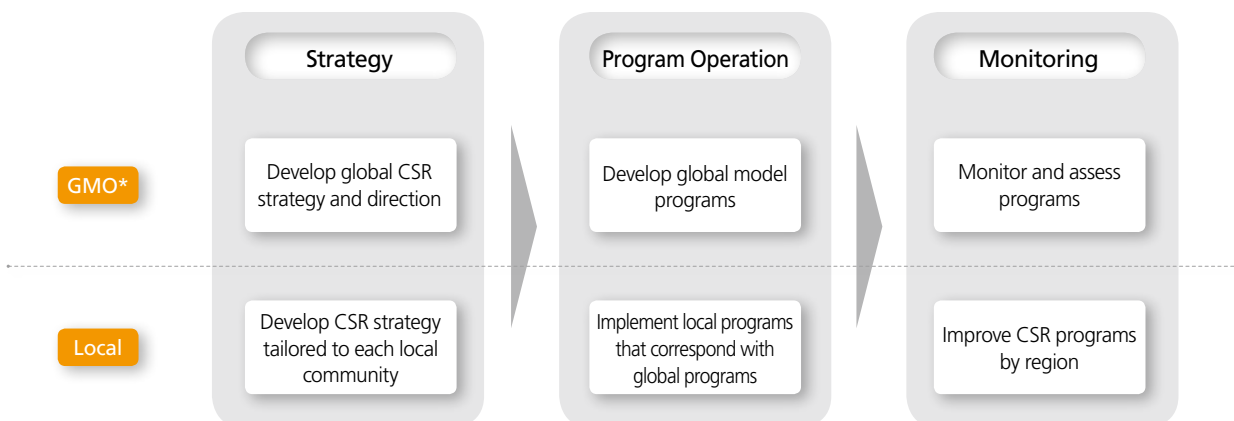 Strategy
Program Operation
Monitoring
GMO*
Develop global CSR
strategy and direction
Develop global model
programs
Monitor and assess
programs
Local
Develop CSR strategy
tailored to each local
community
Implement local programs
that correspond with
global programs
Improve CSR programs
by region